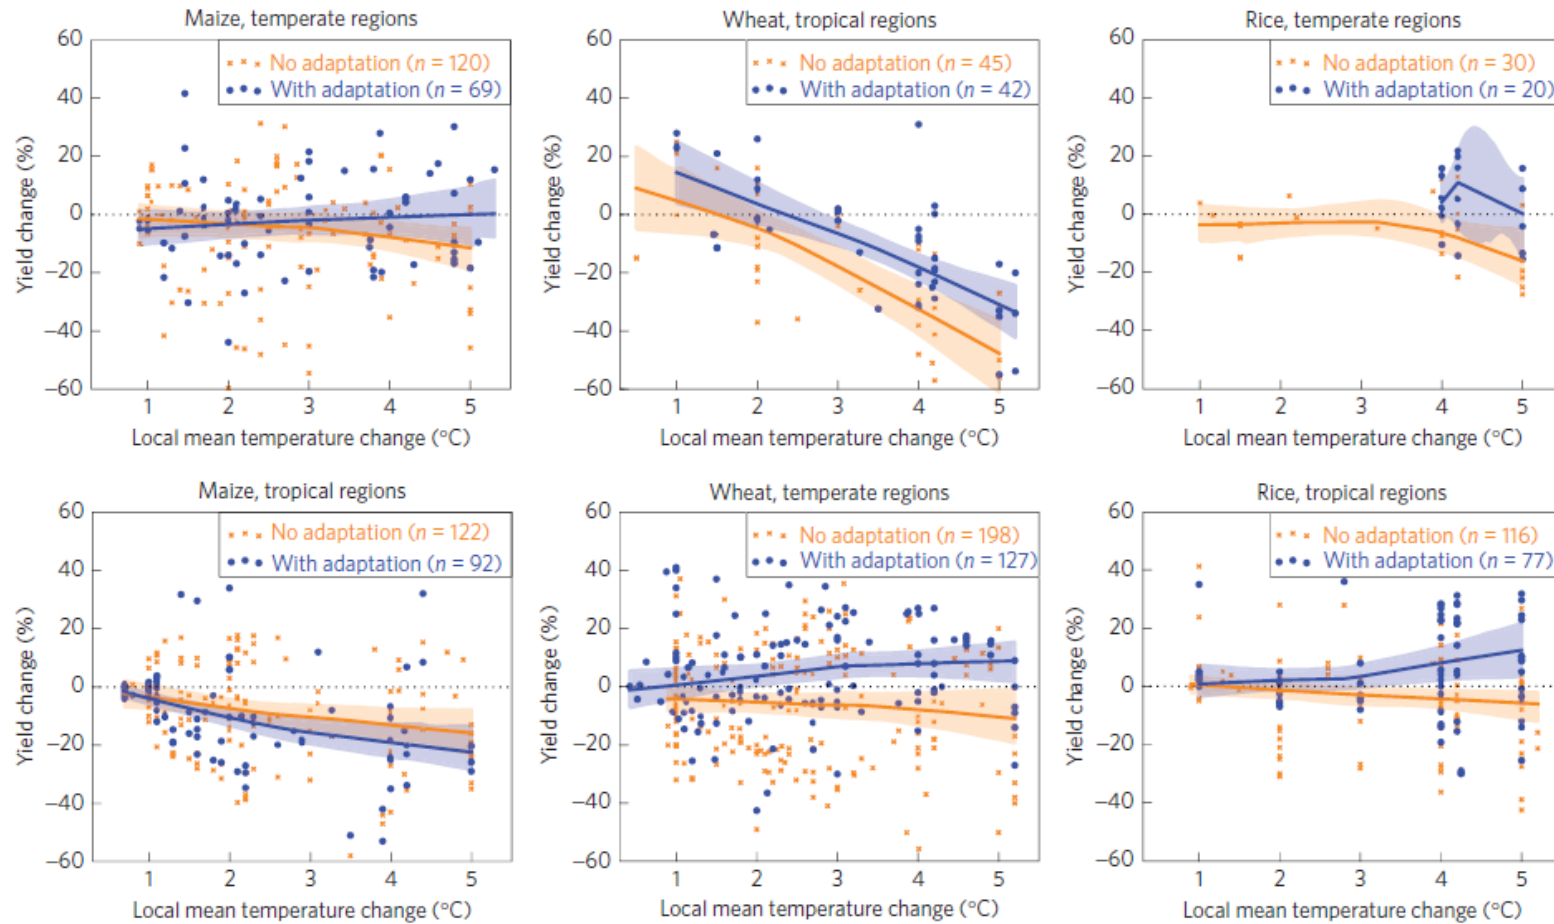 Maize, temperate regions
60
40
20
0
−20
−40
−60
Yield change (%)
No adaptation (n = 120)
With adaptation (n = 69)
1 2 3 4 5
Local mean temperature change (°C)
Wheat, tropical regions
60
40
20
0
−20
−40
−60
Yield change (%)
No adaptation (n = 45)
With adaptation (n = 42)
1 2 3 4 5
Local mean temperature change (°C)
Rice, temperate regions
60
40
20
0
−20
−40
−60
Yield change (%)
No adaptation (n = 30)
With adaptation (n = 20)
1 2 3 4 5
Local mean temperature change (°C)
Maize, tropical regions
60
40
20
0
−20
−40
−60
Yield change (%)
No adaptation (n = 122)
With adaptation (n = 92)
1 2 3 4 5
Local mean temperature change (°C)
Wheat, temperate regions
60
40
20
0
−20
−40
−60
Yield change (%)
No adaptation (n = 198)
With adaptation (n = 127)
1 2 3 4 5
Local mean temperature change (°C)
Rice, tropical regions
60
40
20
0
−20
−40
−60
Yield change (%)
No adaptation (n = 116)
With adaptation (n = 77)
1 2 3 4 5
Local mean temperature change (°C)